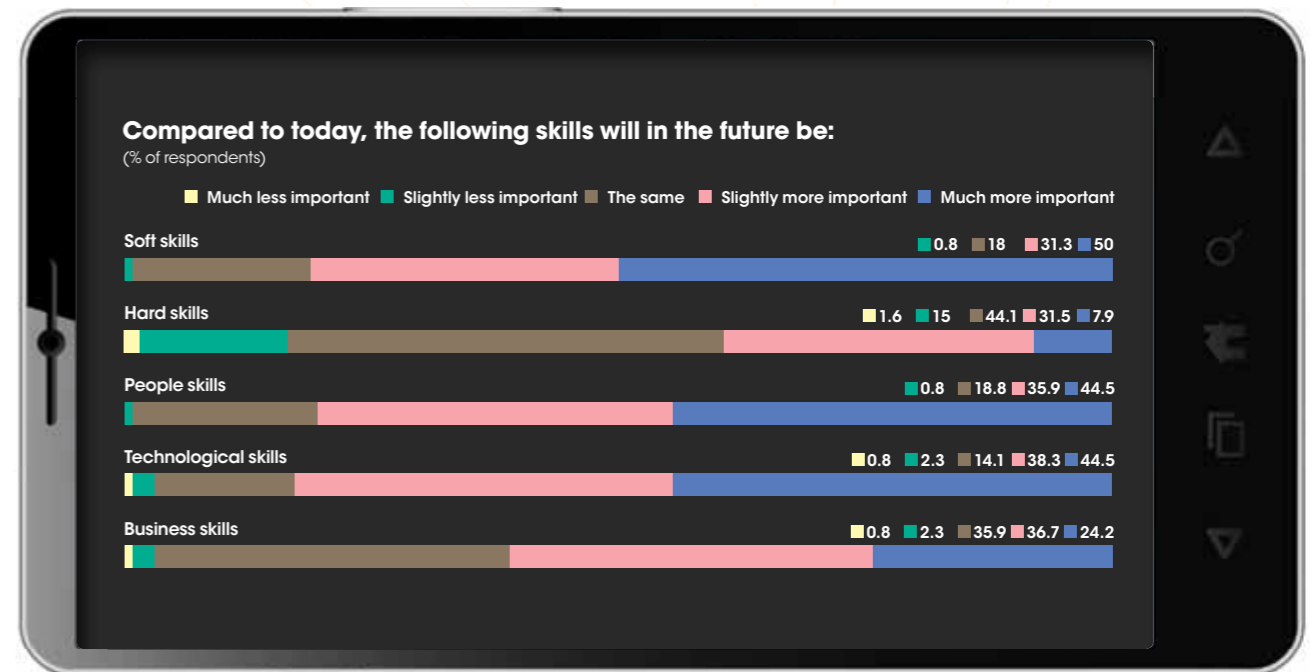 Compared to today, the following skills will in the future be:
(% of respondents)
Much less important Slightly less important The same Slightly more important Much more important
Soft skills 0.8 18 31.3 50
Hard skills 1.6 15 44.1 31.5 7.9
People skills 0.8 18.8 35.9 44.5
Technological skills 0.8 2.3 14.1 38.3 44.5
Business skills 0.8 2.3 35.9 36.7 24.2